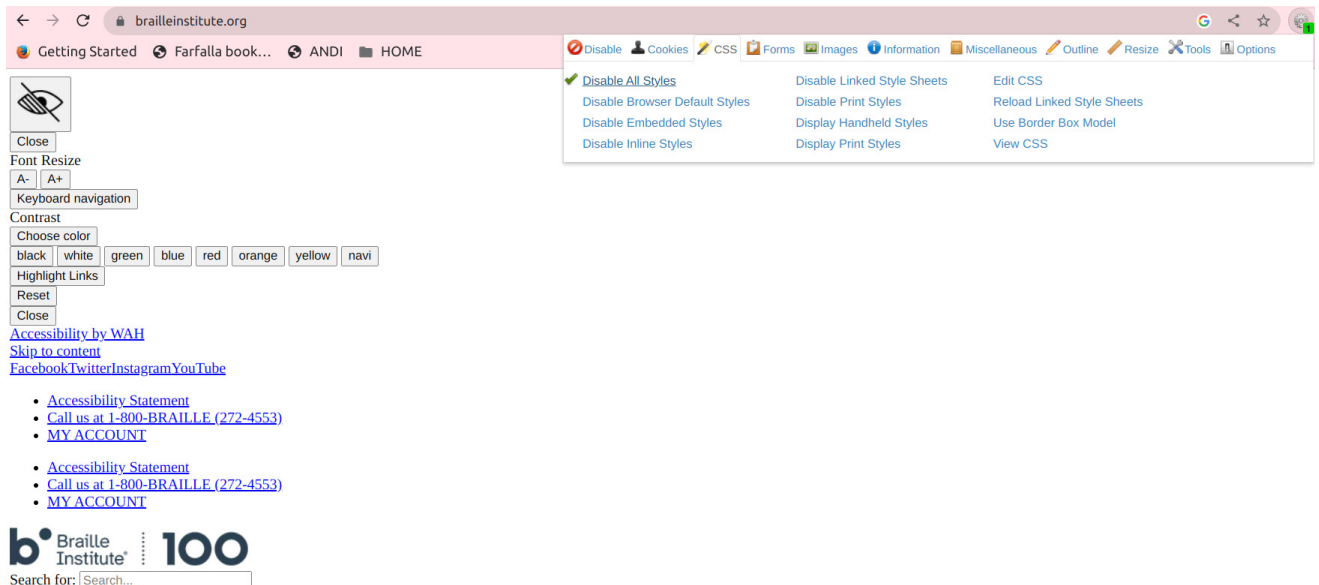 brailleinstitute.org
Getting Started Farfalla book... ANDI HOME
Disable Cookies CSS Forms Images Information Miscellaneous Outline Resize Tools Options
Disable All Styles Disable Linked Style Sheets Edit CSS
Disable Browser Default Styles Disable Print Styles Reload Linked Style Sheets
Disable Embedded Styles Display Handheld Styles Use Border Box Model
Disable Inline Styles Display Print Styles View CSS
Close
Font Resize
A- A+
Keyboard navigation
Contrast
Choose color
black white green blue red orange yellow navi
Highlight Links
Reset
Close
Accessibility by WAH
Skip to content
FacebookTwitterInstagramYouTube
Accessibility Statement
Call us at 1-800-BRAILLE (272-4553)
MY ACCOUNT
Accessibility Statement
Call us at 1-800-BRAILLE (272-4553)
MY ACCOUNT
b Braille Institute® 100
Search for: Search...